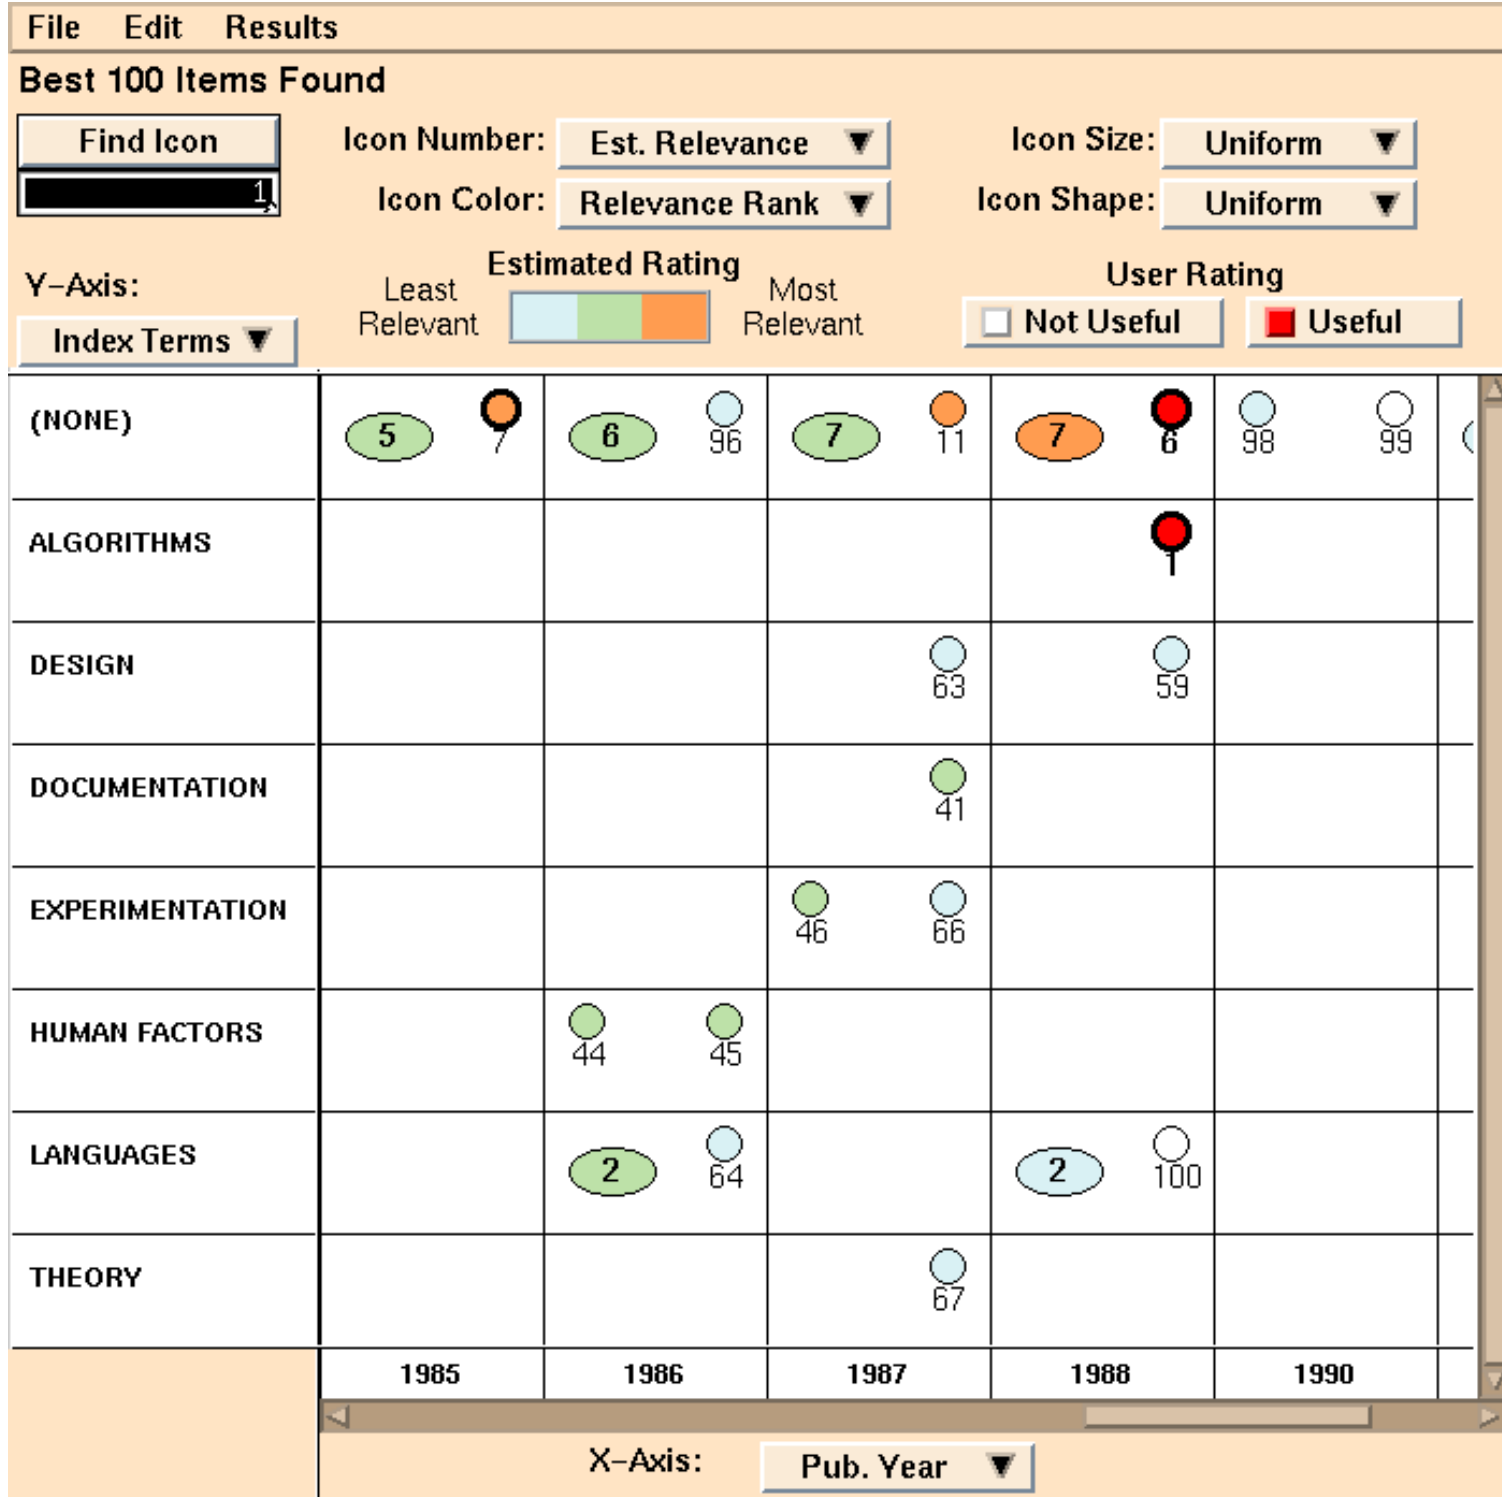 File Edit Results
Best 100 Items Found
Find Icon Icon Number: Est. Relevance Icon Size: Uniform
1 Icon Color: Relevance Rank Icon Shape: Uniform
Estimated Rating
Y-Axis: Least Relevant Most Relevant User Rating
Index Terms Not Useful Useful
(NONE) 5 7 6 96 7 11 7 6 98 99
ALGORITHMS 1
DESIGN 63 59
DOCUMENTATION 41
EXPERIMENTATION 46 66
HUMAN FACTORS 44 45
LANGUAGES 2 64 2 100
THEORY 67
1985 1986 1987 1988 1990
X-Axis: Pub. Year